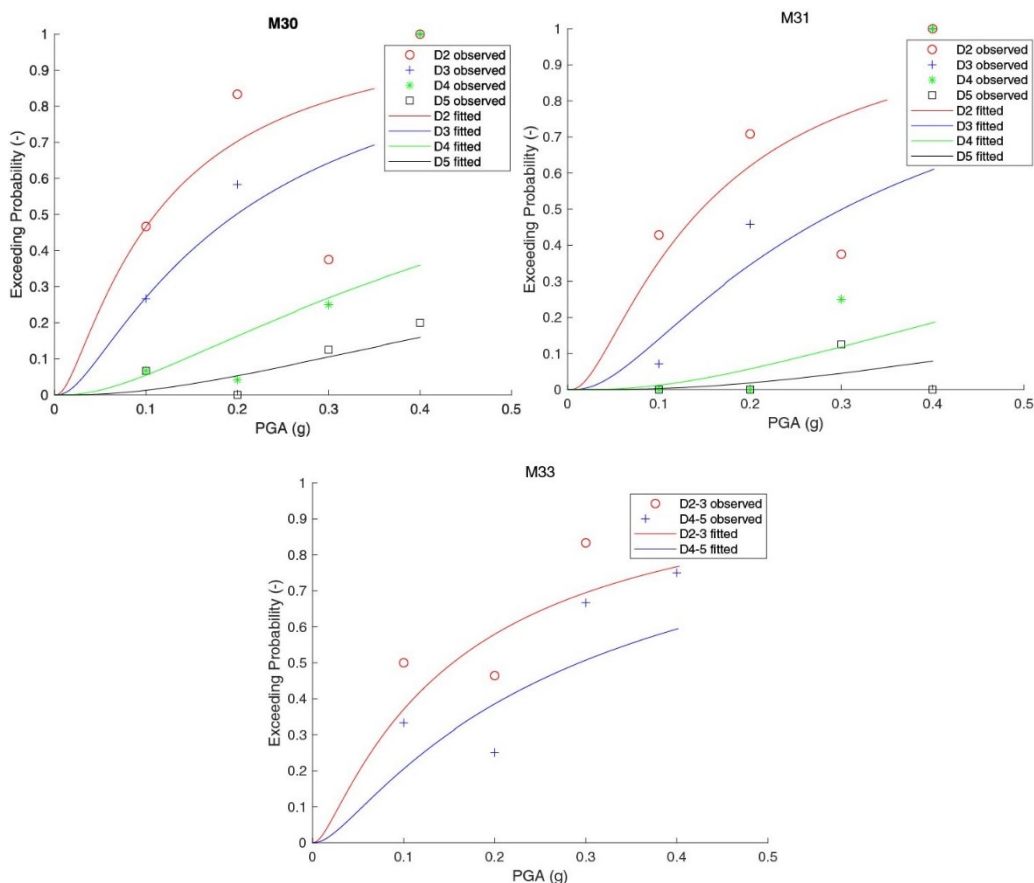 M30
Exceeding Probability (-)
1
0.9
0.8
0.7
0.6
0.5
0.4
0.3
0.2
0.1
0
D2 observed
D3 observed
D4 observed
D5 observed
D2 fitted
D3 fitted
D4 fitted
D5 fitted
0 0.1 0.2 0.3 0.4 0.5
PGA (g)
M31
Exceeding Probability (-)
1
0.9
0.8
0.7
0.6
0.5
0.4
0.3
0.2
0.1
0
D2 observed
D3 observed
D4 observed
D5 observed
D2 fitted
D3 fitted
D4 fitted
D5 fitted
0 0.1 0.2 0.3 0.4 0.5
PGA (g)
M33
Exceeding Probability (-)
1
0.9
0.8
0.7
0.6
0.5
0.4
0.3
0.2
0.1
0
D2-3 observed
D4-5 observed
D2-3 fitted
D4-5 fitted
0 0.1 0.2 0.3 0.4 0.5
PGA (g)